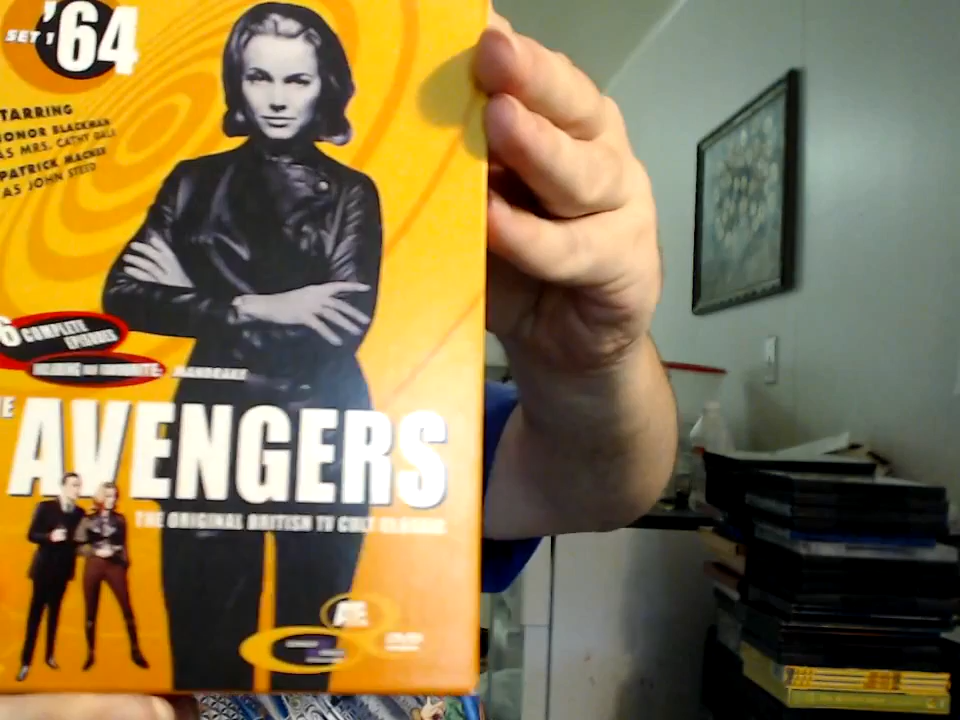 SET 1 '64
STARRING
HONOR BLACKMAN
AS MRS. CATHY GALE
PATRICK MACNEE
AS JOHN STEED
6 COMPLETE
EPISODES
MANDRAKE
THE
AVENGERS
THE ORIGINAL BRITISH TV CULT CLASSIC
A&E
DVD